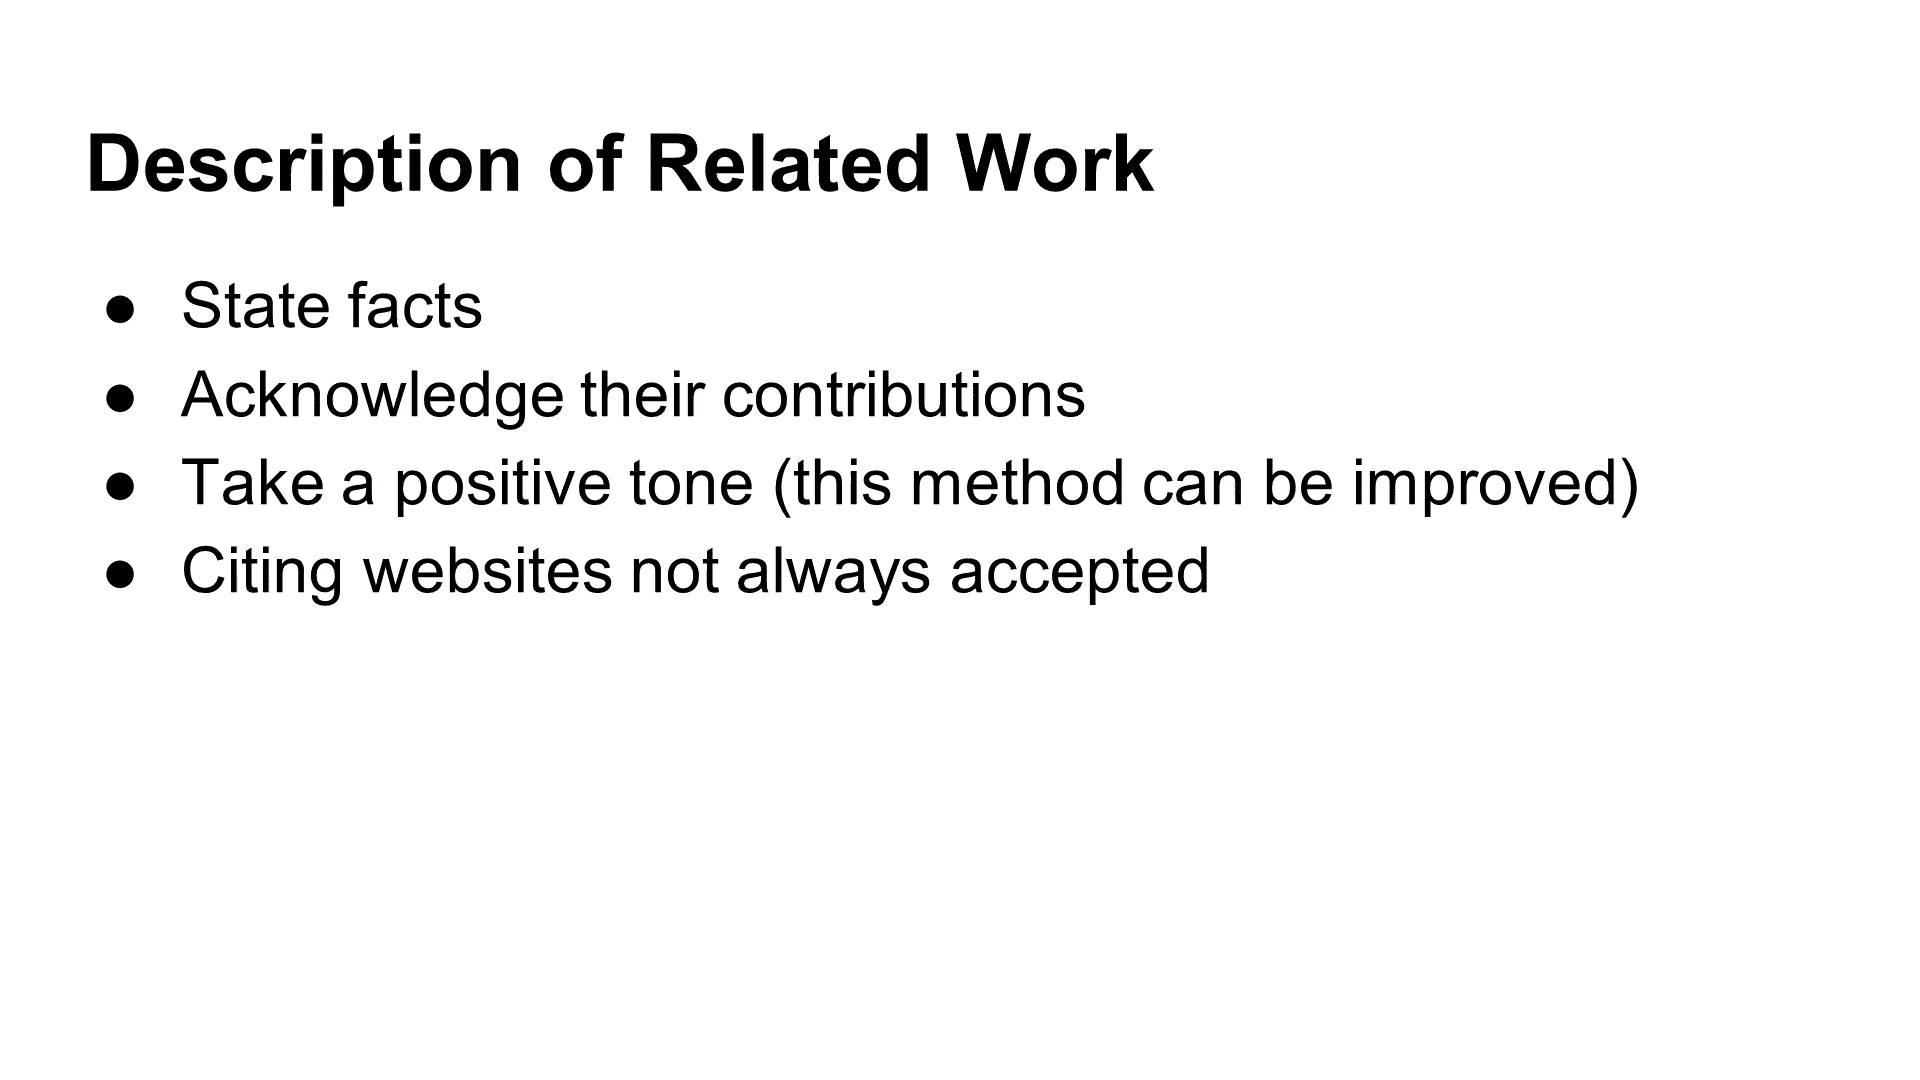 Description of Related Work
● State facts
● Acknowledge their contributions
● Take a positive tone (this method can be improved)
● Citing websites not always accepted